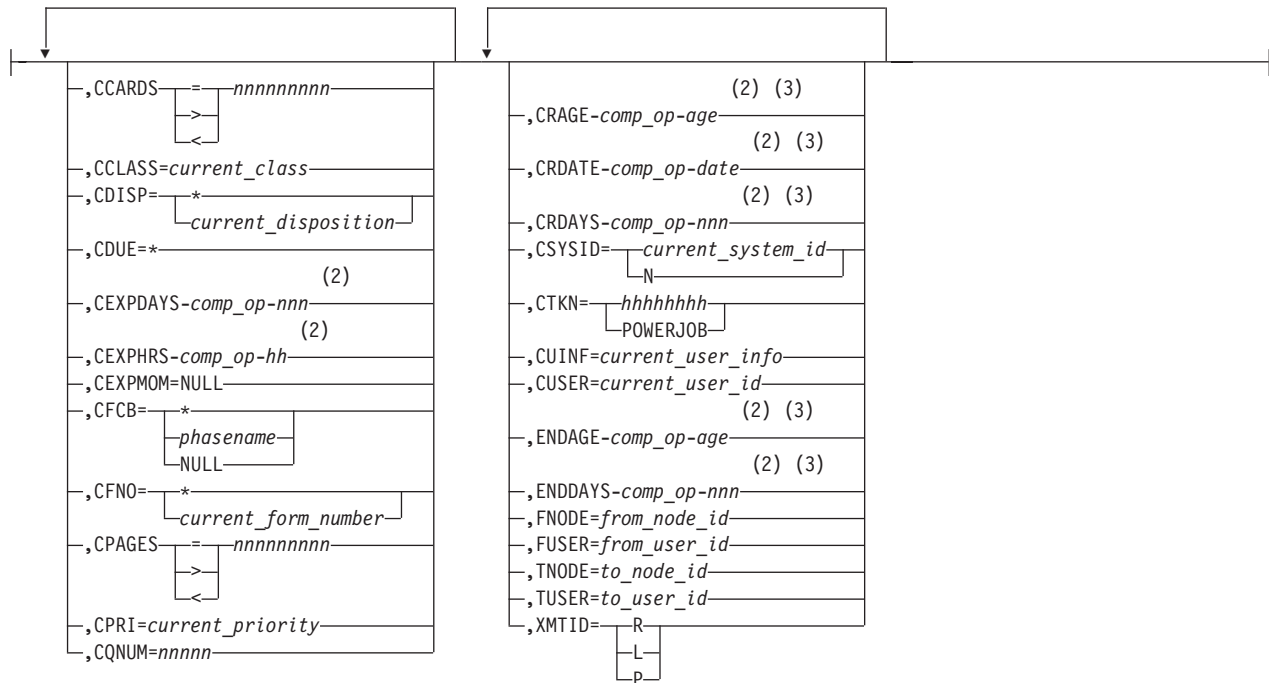 ,CCARDS = nnnnnnnnn
>
<
,CCLASS=current_class
,CDISP= *
current_disposition
,CDUE=*
(2)
,CEXPDAYS-comp_op-nnn
(2)
,CEXPHRS-comp_op-hh
,CEXPMOM=NULL
,CFCB= *
phasename
NULL
,CFNO= *
current_form_number
,CPAGES = nnnnnnnnn
>
<
,CPRI=current_priority
,CQNUM=nnnnn
(2) (3)
,CRAGE-comp_op-age
(2) (3)
,CRDATE-comp_op-date
(2) (3)
,CRDAYS-comp_op-nnn
,CSYSID= current_system_id
N
,CTKN= hhhhhhhh
POWERJOB
,CUINF=current_user_info
,CUSER=current_user_id
(2) (3)
,ENDAGE-comp_op-age
(2) (3)
,ENDDAYS-comp_op-nnn
,FNODE=from_node_id
,FUSER=from_user_id
,TNODE=to_node_id
,TUSER=to_user_id
,XMTID= R
L
P